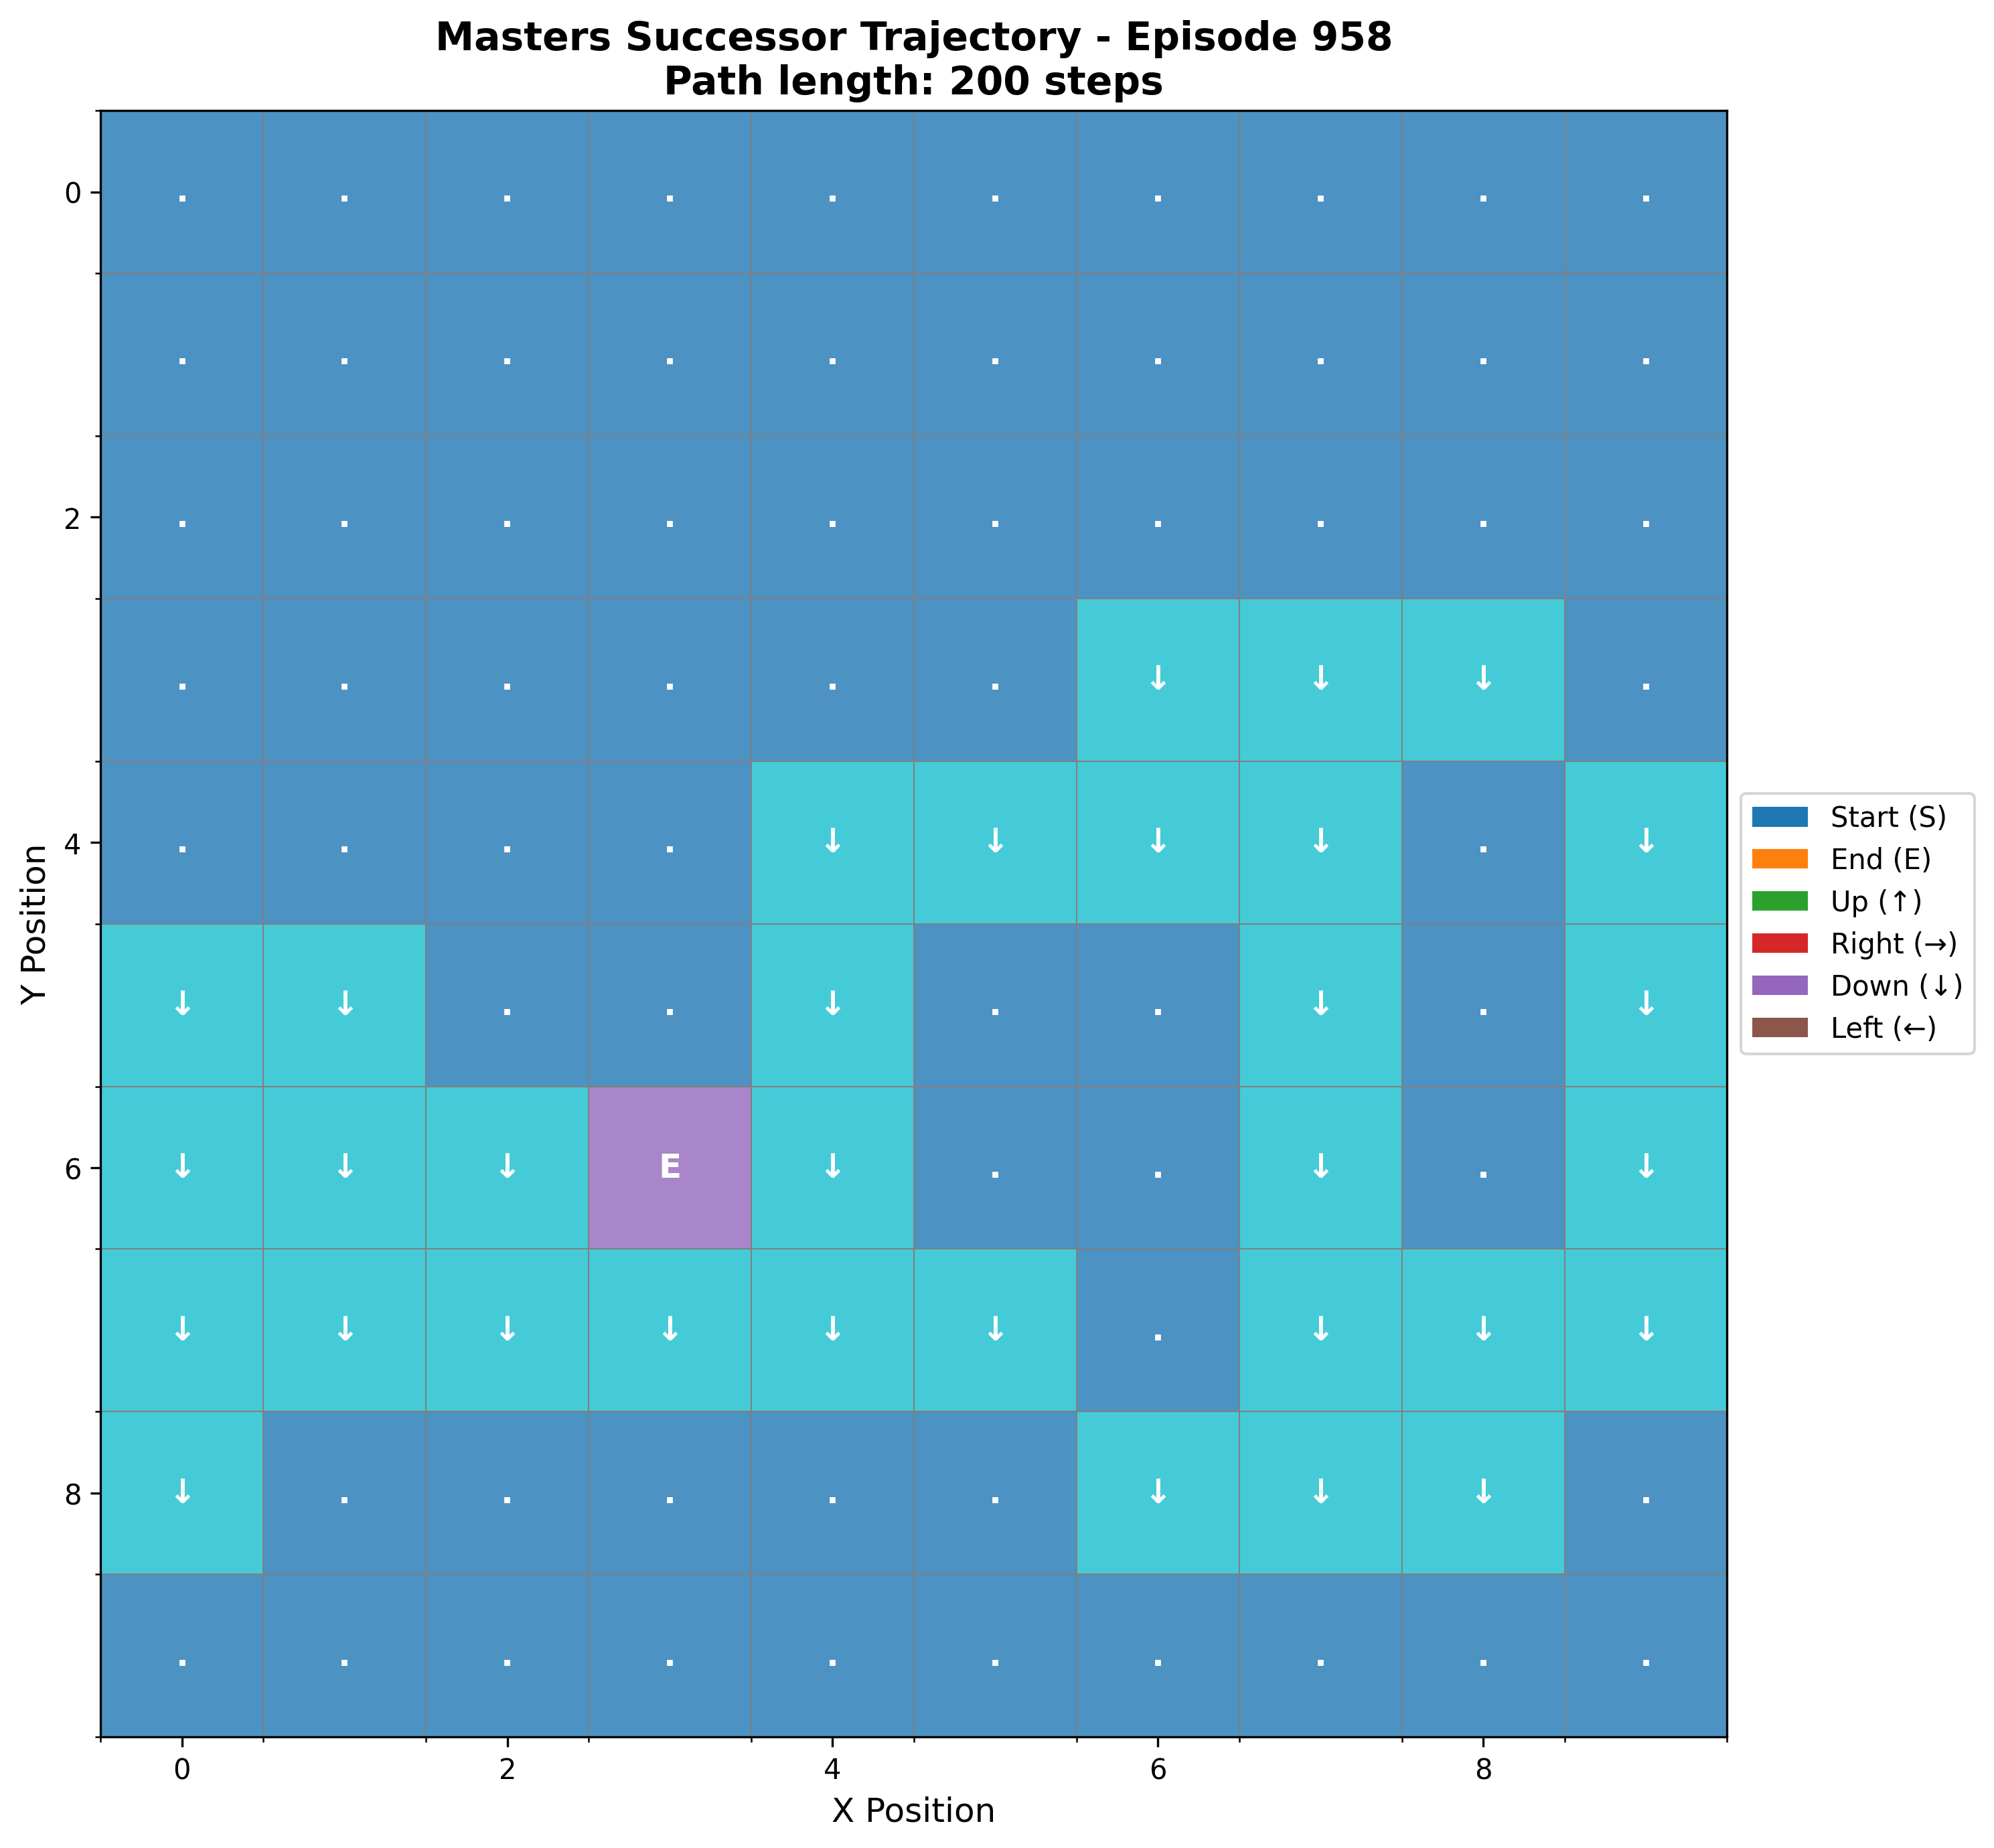 Masters Successor Trajectory - Episode 958
Path length: 200 steps
0 . . . . . . . . . .
. . . . . . . . . .
2 . . . . . . . . . .
. . . . . . ↓ ↓ ↓ .
4 . . . . ↓ ↓ ↓ ↓ . ↓
↓ ↓ . . ↓ . . ↓ . ↓
6 ↓ ↓ ↓ E ↓ . . ↓ . ↓
↓ ↓ ↓ ↓ ↓ ↓ . ↓ ↓ ↓
8 ↓ . . . . . ↓ ↓ ↓ .
. . . . . . . . . .
0 2 4 6 8
X Position
Y Position
Start (S)
End (E)
Up (↑)
Right (→)
Down (↓)
Left (←)